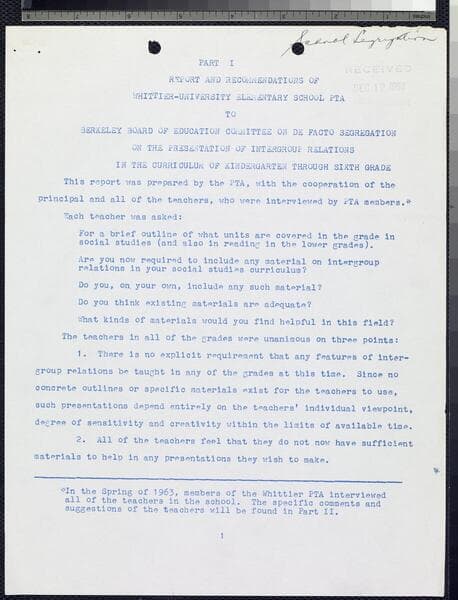 School Segregation
RECEIVED
PART I
REPORT AND RECOMMENDATIONS OF
WHITTIER-UNIVERSITY ELEMENTARY SCHOOL PTA
TO
BERKELEY BOARD OF EDUCATION COMMITTEE ON DE FACTO SEGREGATION
ON THE PRESENTATION OF INTERGROUP RELATIONS
IN THE CURRICULUM OF KINDERGARTEN THROUGH SIXTH GRADE
This report was prepared by the PTA, with the cooperation of the
principal and all of the teachers, who were interviewed by PTA members.*
Each teacher was asked:
For a brief outline of what units are covered in the grade in
social studies (and also in reading in the lower grades).
Are you now required to include any material on intergroup
relations in your social studies curriculum?
Do you, on your own, include any such material?
Do you think existing materials are adequate?
What kinds of materials would you find helpful in this field?
The teachers in all of the grades were unanimous on three points:
1. There is no explicit requirement that any features of inter-
group relations be taught in any of the grades at this time. Since no
concrete outlines or specific materials exist for the teachers to use,
such presentations depend entirely on the teachers' individual viewpoint,
degree of sensitivity and creativity within the limits of available time.
2. All of the teachers feel that they do not now have sufficient
materials to help in any presentations they wish to make.
*In the Spring of 1963, members of the Whittier PTA interviewed
all of the teachers in the school. The specific comments and
suggestions of the teachers will be found in Part II.
1